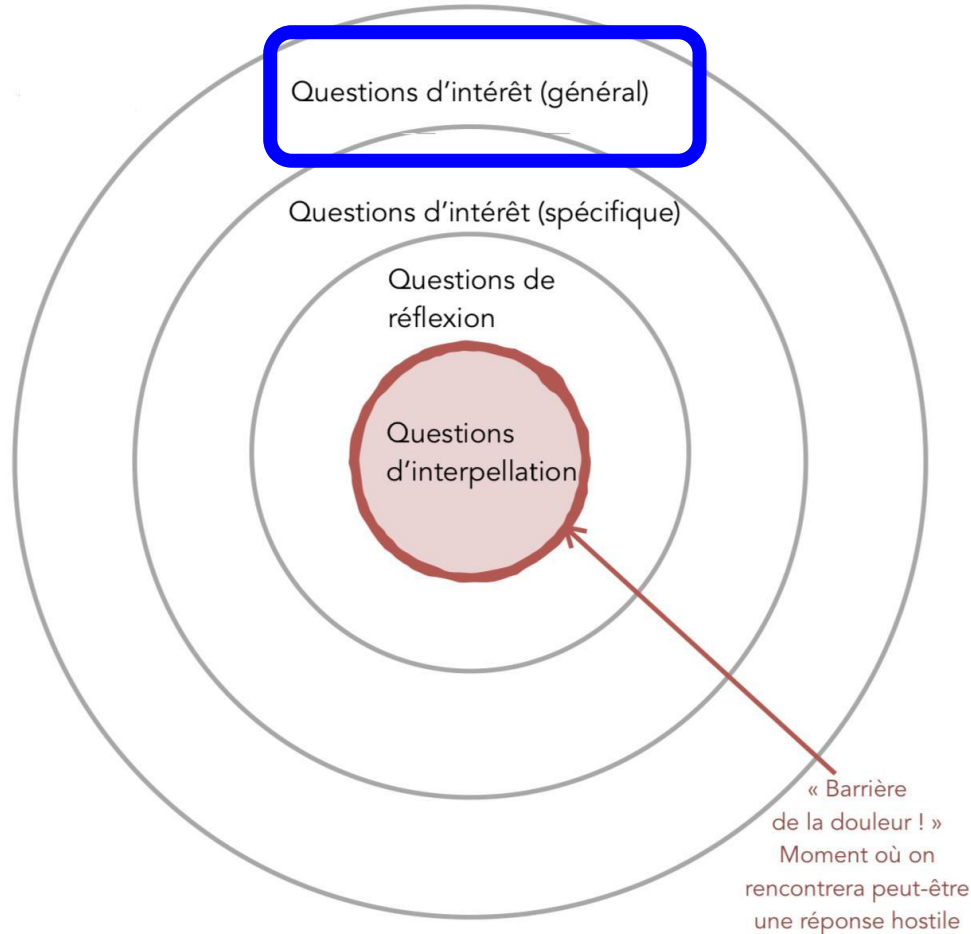 Questions d’intérêt (général)
Questions d’intérêt (spécifique)
Questions de
réflexion
Questions
d’interpellation
« Barrière
de la douleur ! »
Moment où on
rencontrera peut-être
une réponse hostile